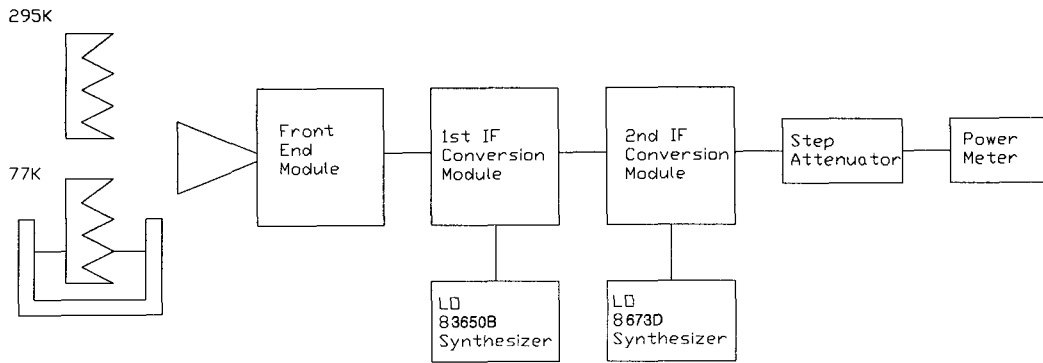 295K
77K
Front
End
Module
1st IF
Conversion
Module
2nd IF
Conversion
Module
Step
Attenuator
Power
Meter
LO
83650B
Synthesizer
LO
8673D
Synthesizer